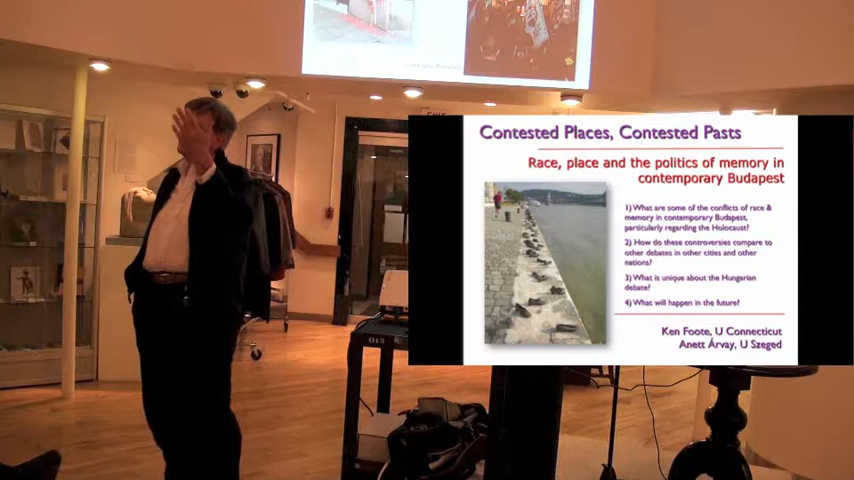 Contested Places, Contested Pasts
Race, place and the politics of memory in
contemporary Budapest
1) What are some of the conflicts of race &
memory in contemporary Budapest,
particularly regarding the Holocaust?
2) How do these controversies compare to
other debates in other cities and other
nations?
3) What is unique about the Hungarian
debate?
4) What will happen in the future?
Ken Foote, U Connecticut
Anett Árvay, U Szeged
EXIT
015